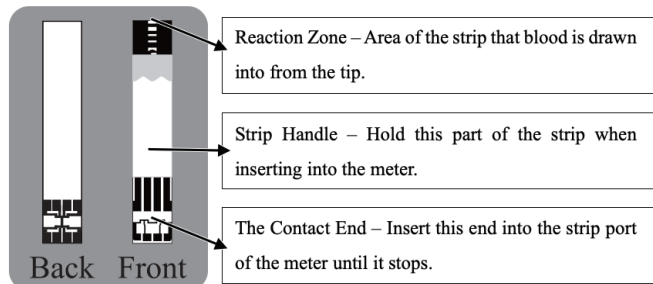 Reaction Zone – Area of the strip that blood is drawn
into from the tip.
Strip Handle – Hold this part of the strip when
inserting into the meter.
The Contact End – Insert this end into the strip port
of the meter until it stops.
Back Front